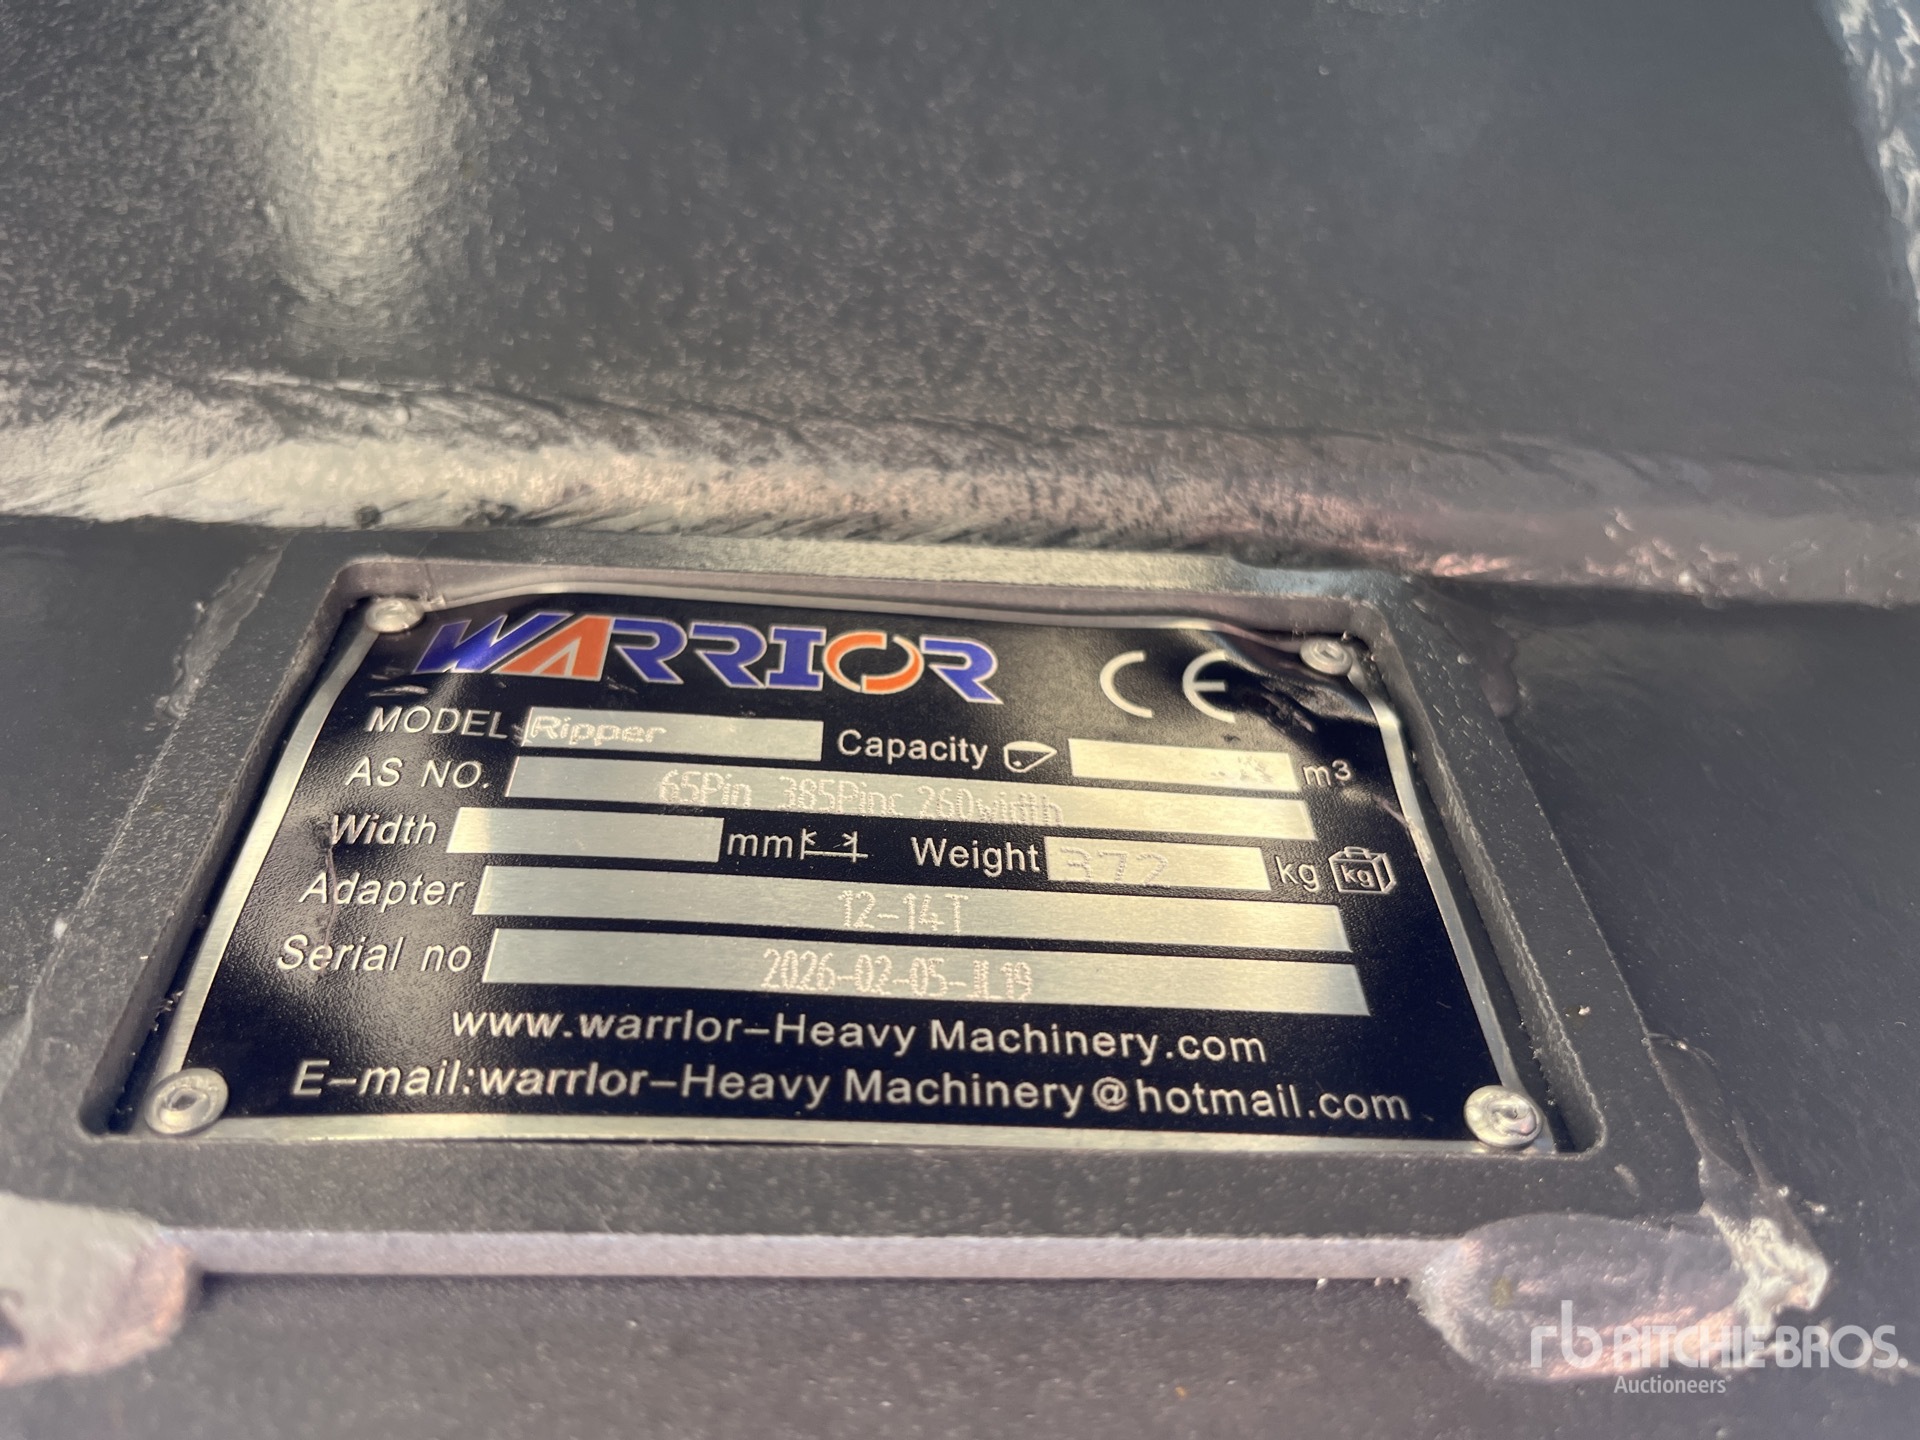 WARRIOR CE
MODEL: Ripper Capacity m³
AS NO. 65Pin 385Pinc 260width
Width mm Weight 372 kg kg
Adapter 12-14T
Serial no 2026-02-05-JL19
www.warrlor-Heavy Machinery.com
E-mail:warrlor-Heavy Machinery@hotmail.com
rb RITCHIE BROS.
Auctioneers